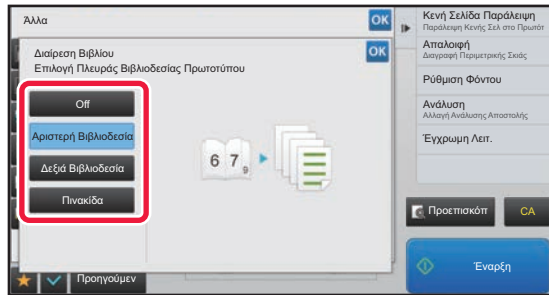 Άλλα
OK
Διαίρεση Βιβλίου
OK
Επιλογή Πλευράς Βιβλιοδεσίας Πρωτοτύπου
Off
Αριστερή Βιβλιοδεσία
Δεξιά Βιβλιοδεσία
Πινακίδα
6 7 8
Προηγούμεν
Κενή Σελίδα Παράλειψη
Παράλειψη Κενής Σελ στο Πρωτότ
Απαλοιφή
Διαγραφή Περιμετρικής Σκιάς
Ρύθμιση Φόντου
Ανάλυση
Αλλαγή Ανάλυσης Αποστολής
Έγχρωμη Λειτ.
Προεπισκόπ
CA
Έναρξη